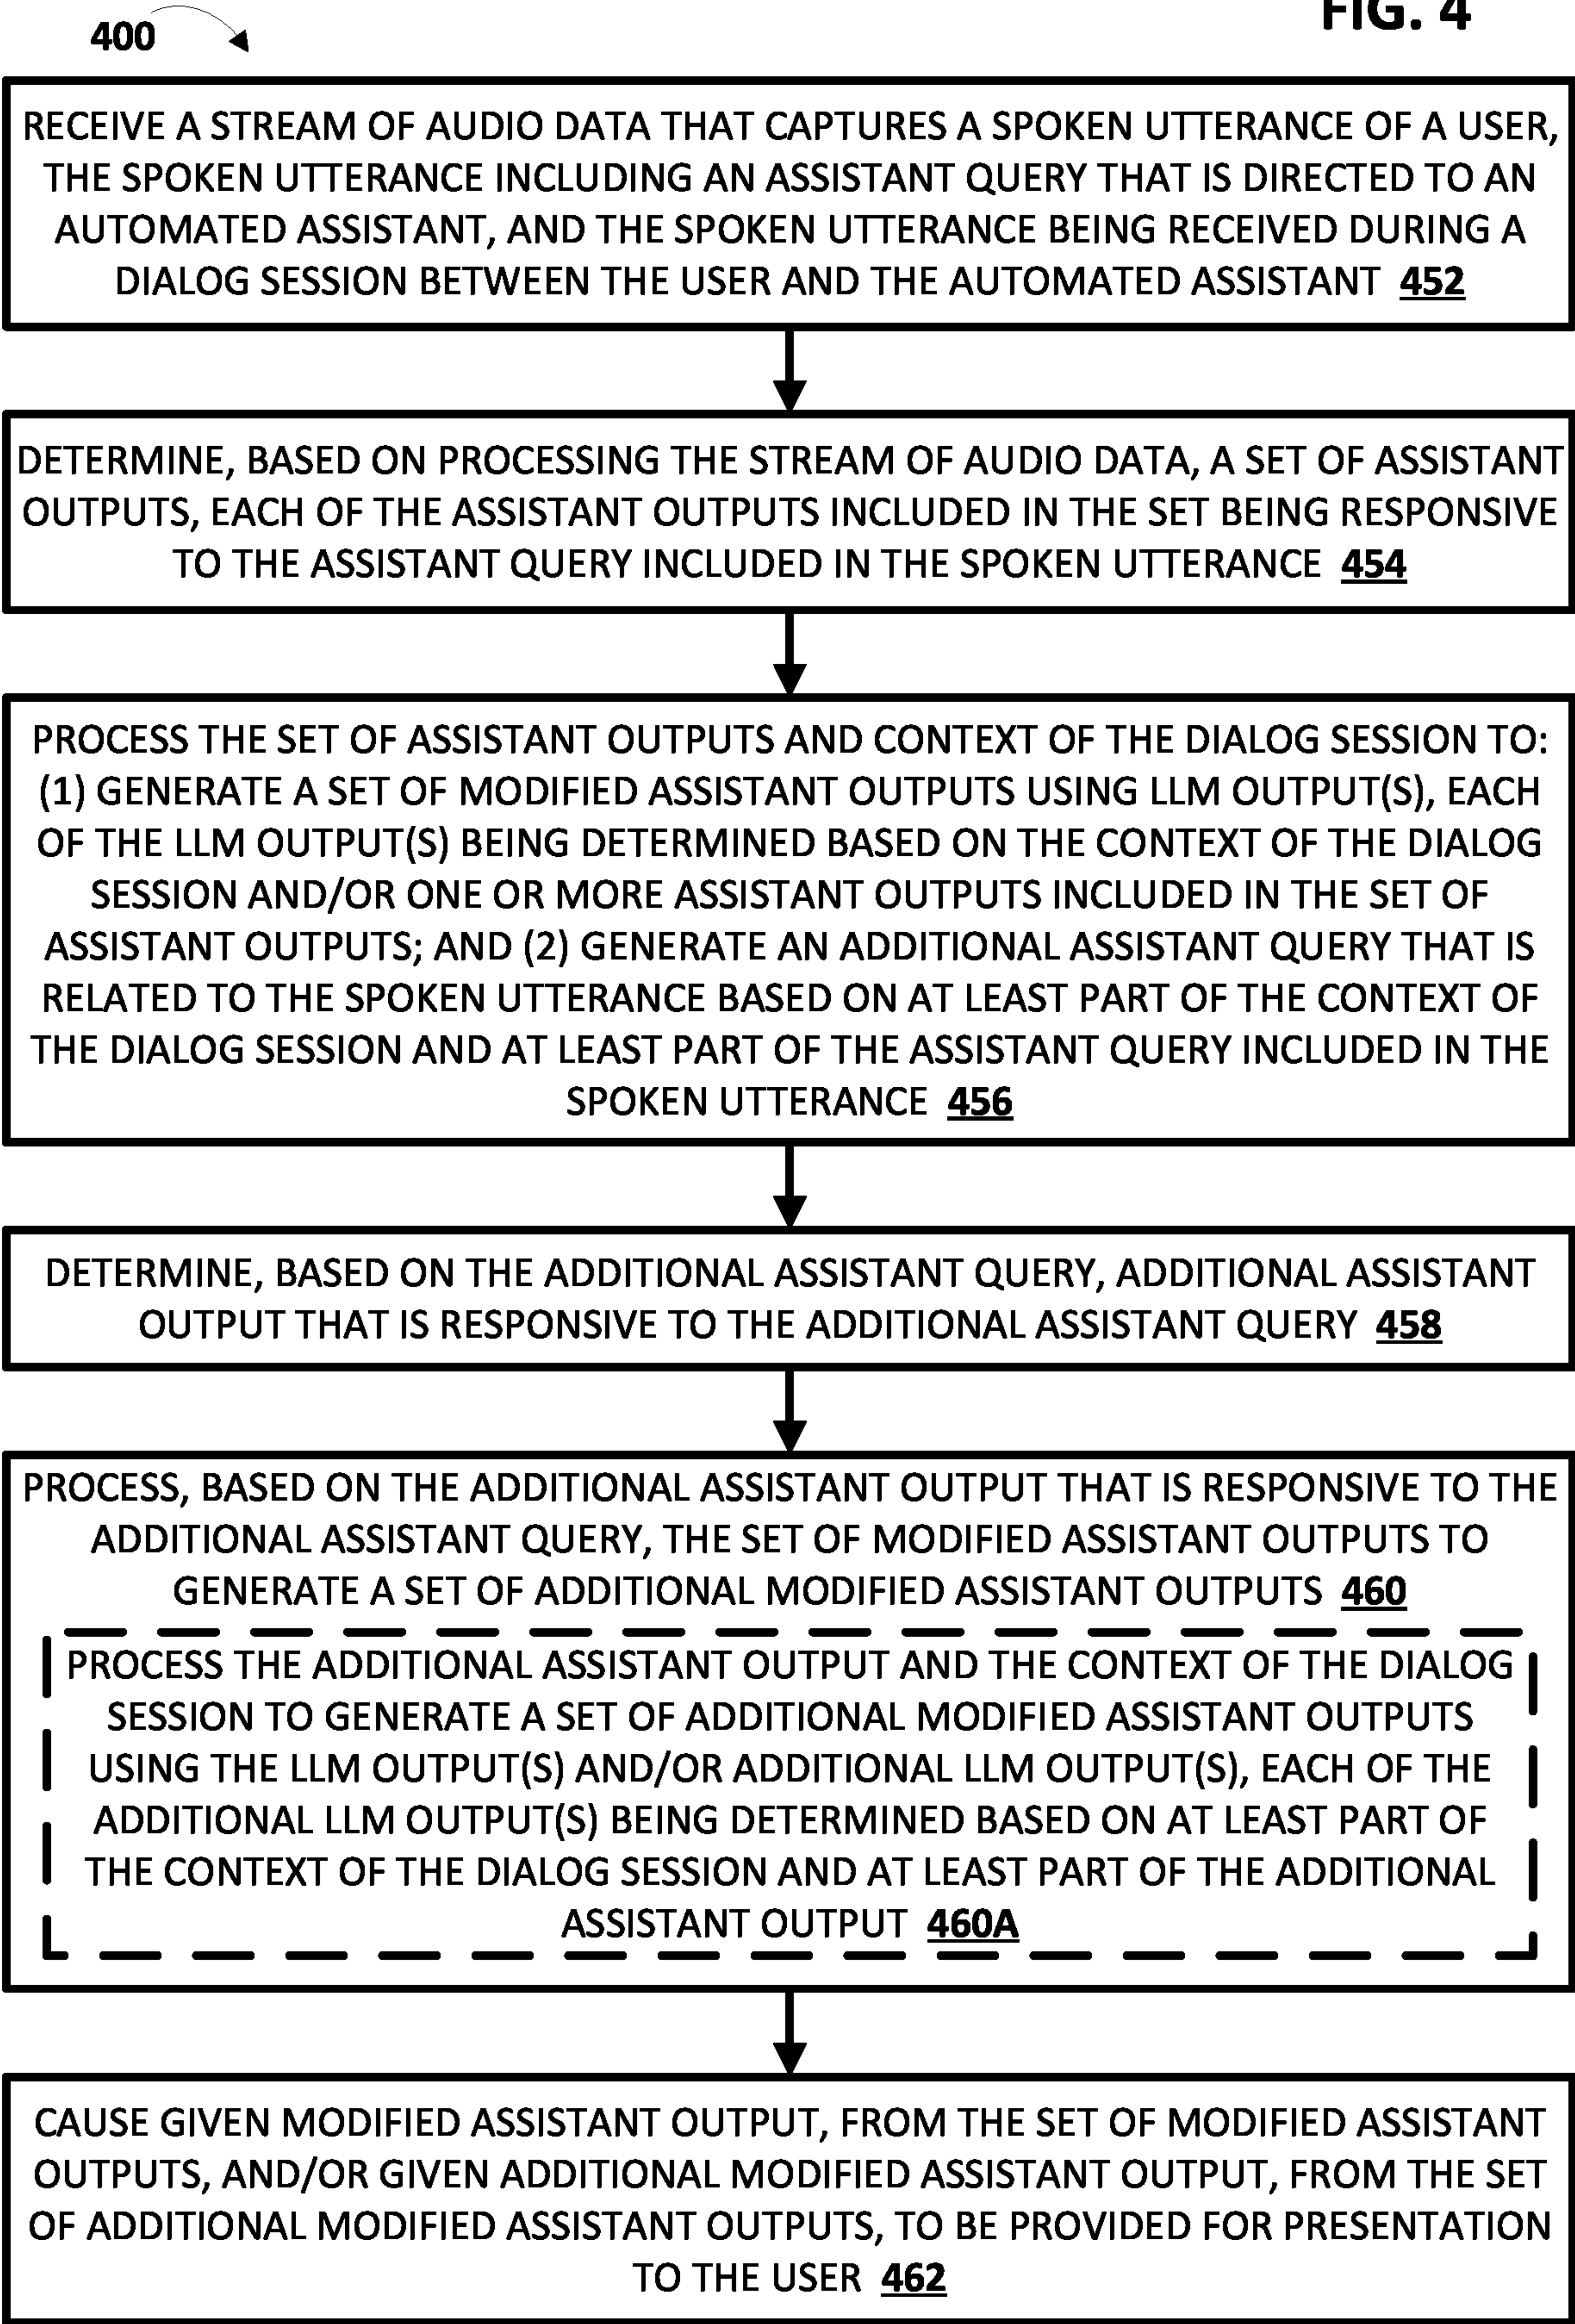 FIG. 4
400
RECEIVE A STREAM OF AUDIO DATA THAT CAPTURES A SPOKEN UTTERANCE OF A USER,
THE SPOKEN UTTERANCE INCLUDING AN ASSISTANT QUERY THAT IS DIRECTED TO AN
AUTOMATED ASSISTANT, AND THE SPOKEN UTTERANCE BEING RECEIVED DURING A
DIALOG SESSION BETWEEN THE USER AND THE AUTOMATED ASSISTANT 452
DETERMINE, BASED ON PROCESSING THE STREAM OF AUDIO DATA, A SET OF ASSISTANT
OUTPUTS, EACH OF THE ASSISTANT OUTPUTS INCLUDED IN THE SET BEING RESPONSIVE
TO THE ASSISTANT QUERY INCLUDED IN THE SPOKEN UTTERANCE 454
PROCESS THE SET OF ASSISTANT OUTPUTS AND CONTEXT OF THE DIALOG SESSION TO:
(1) GENERATE A SET OF MODIFIED ASSISTANT OUTPUTS USING LLM OUTPUT(S), EACH
OF THE LLM OUTPUT(S) BEING DETERMINED BASED ON THE CONTEXT OF THE DIALOG
SESSION AND/OR ONE OR MORE ASSISTANT OUTPUTS INCLUDED IN THE SET OF
ASSISTANT OUTPUTS; AND (2) GENERATE AN ADDITIONAL ASSISTANT QUERY THAT IS
RELATED TO THE SPOKEN UTTERANCE BASED ON AT LEAST PART OF THE CONTEXT OF
THE DIALOG SESSION AND AT LEAST PART OF THE ASSISTANT QUERY INCLUDED IN THE
SPOKEN UTTERANCE 456
DETERMINE, BASED ON THE ADDITIONAL ASSISTANT QUERY, ADDITIONAL ASSISTANT
OUTPUT THAT IS RESPONSIVE TO THE ADDITIONAL ASSISTANT QUERY 458
PROCESS, BASED ON THE ADDITIONAL ASSISTANT OUTPUT THAT IS RESPONSIVE TO THE
ADDITIONAL ASSISTANT QUERY, THE SET OF MODIFIED ASSISTANT OUTPUTS TO
GENERATE A SET OF ADDITIONAL MODIFIED ASSISTANT OUTPUTS 460
PROCESS THE ADDITIONAL ASSISTANT OUTPUT AND THE CONTEXT OF THE DIALOG
SESSION TO GENERATE A SET OF ADDITIONAL MODIFIED ASSISTANT OUTPUTS
USING THE LLM OUTPUT(S) AND/OR ADDITIONAL LLM OUTPUT(S), EACH OF THE
ADDITIONAL LLM OUTPUT(S) BEING DETERMINED BASED ON AT LEAST PART OF
THE CONTEXT OF THE DIALOG SESSION AND AT LEAST PART OF THE ADDITIONAL
ASSISTANT OUTPUT 460A
CAUSE GIVEN MODIFIED ASSISTANT OUTPUT, FROM THE SET OF MODIFIED ASSISTANT
OUTPUTS, AND/OR GIVEN ADDITIONAL MODIFIED ASSISTANT OUTPUT, FROM THE SET
OF ADDITIONAL MODIFIED ASSISTANT OUTPUTS, TO BE PROVIDED FOR PRESENTATION
TO THE USER 462